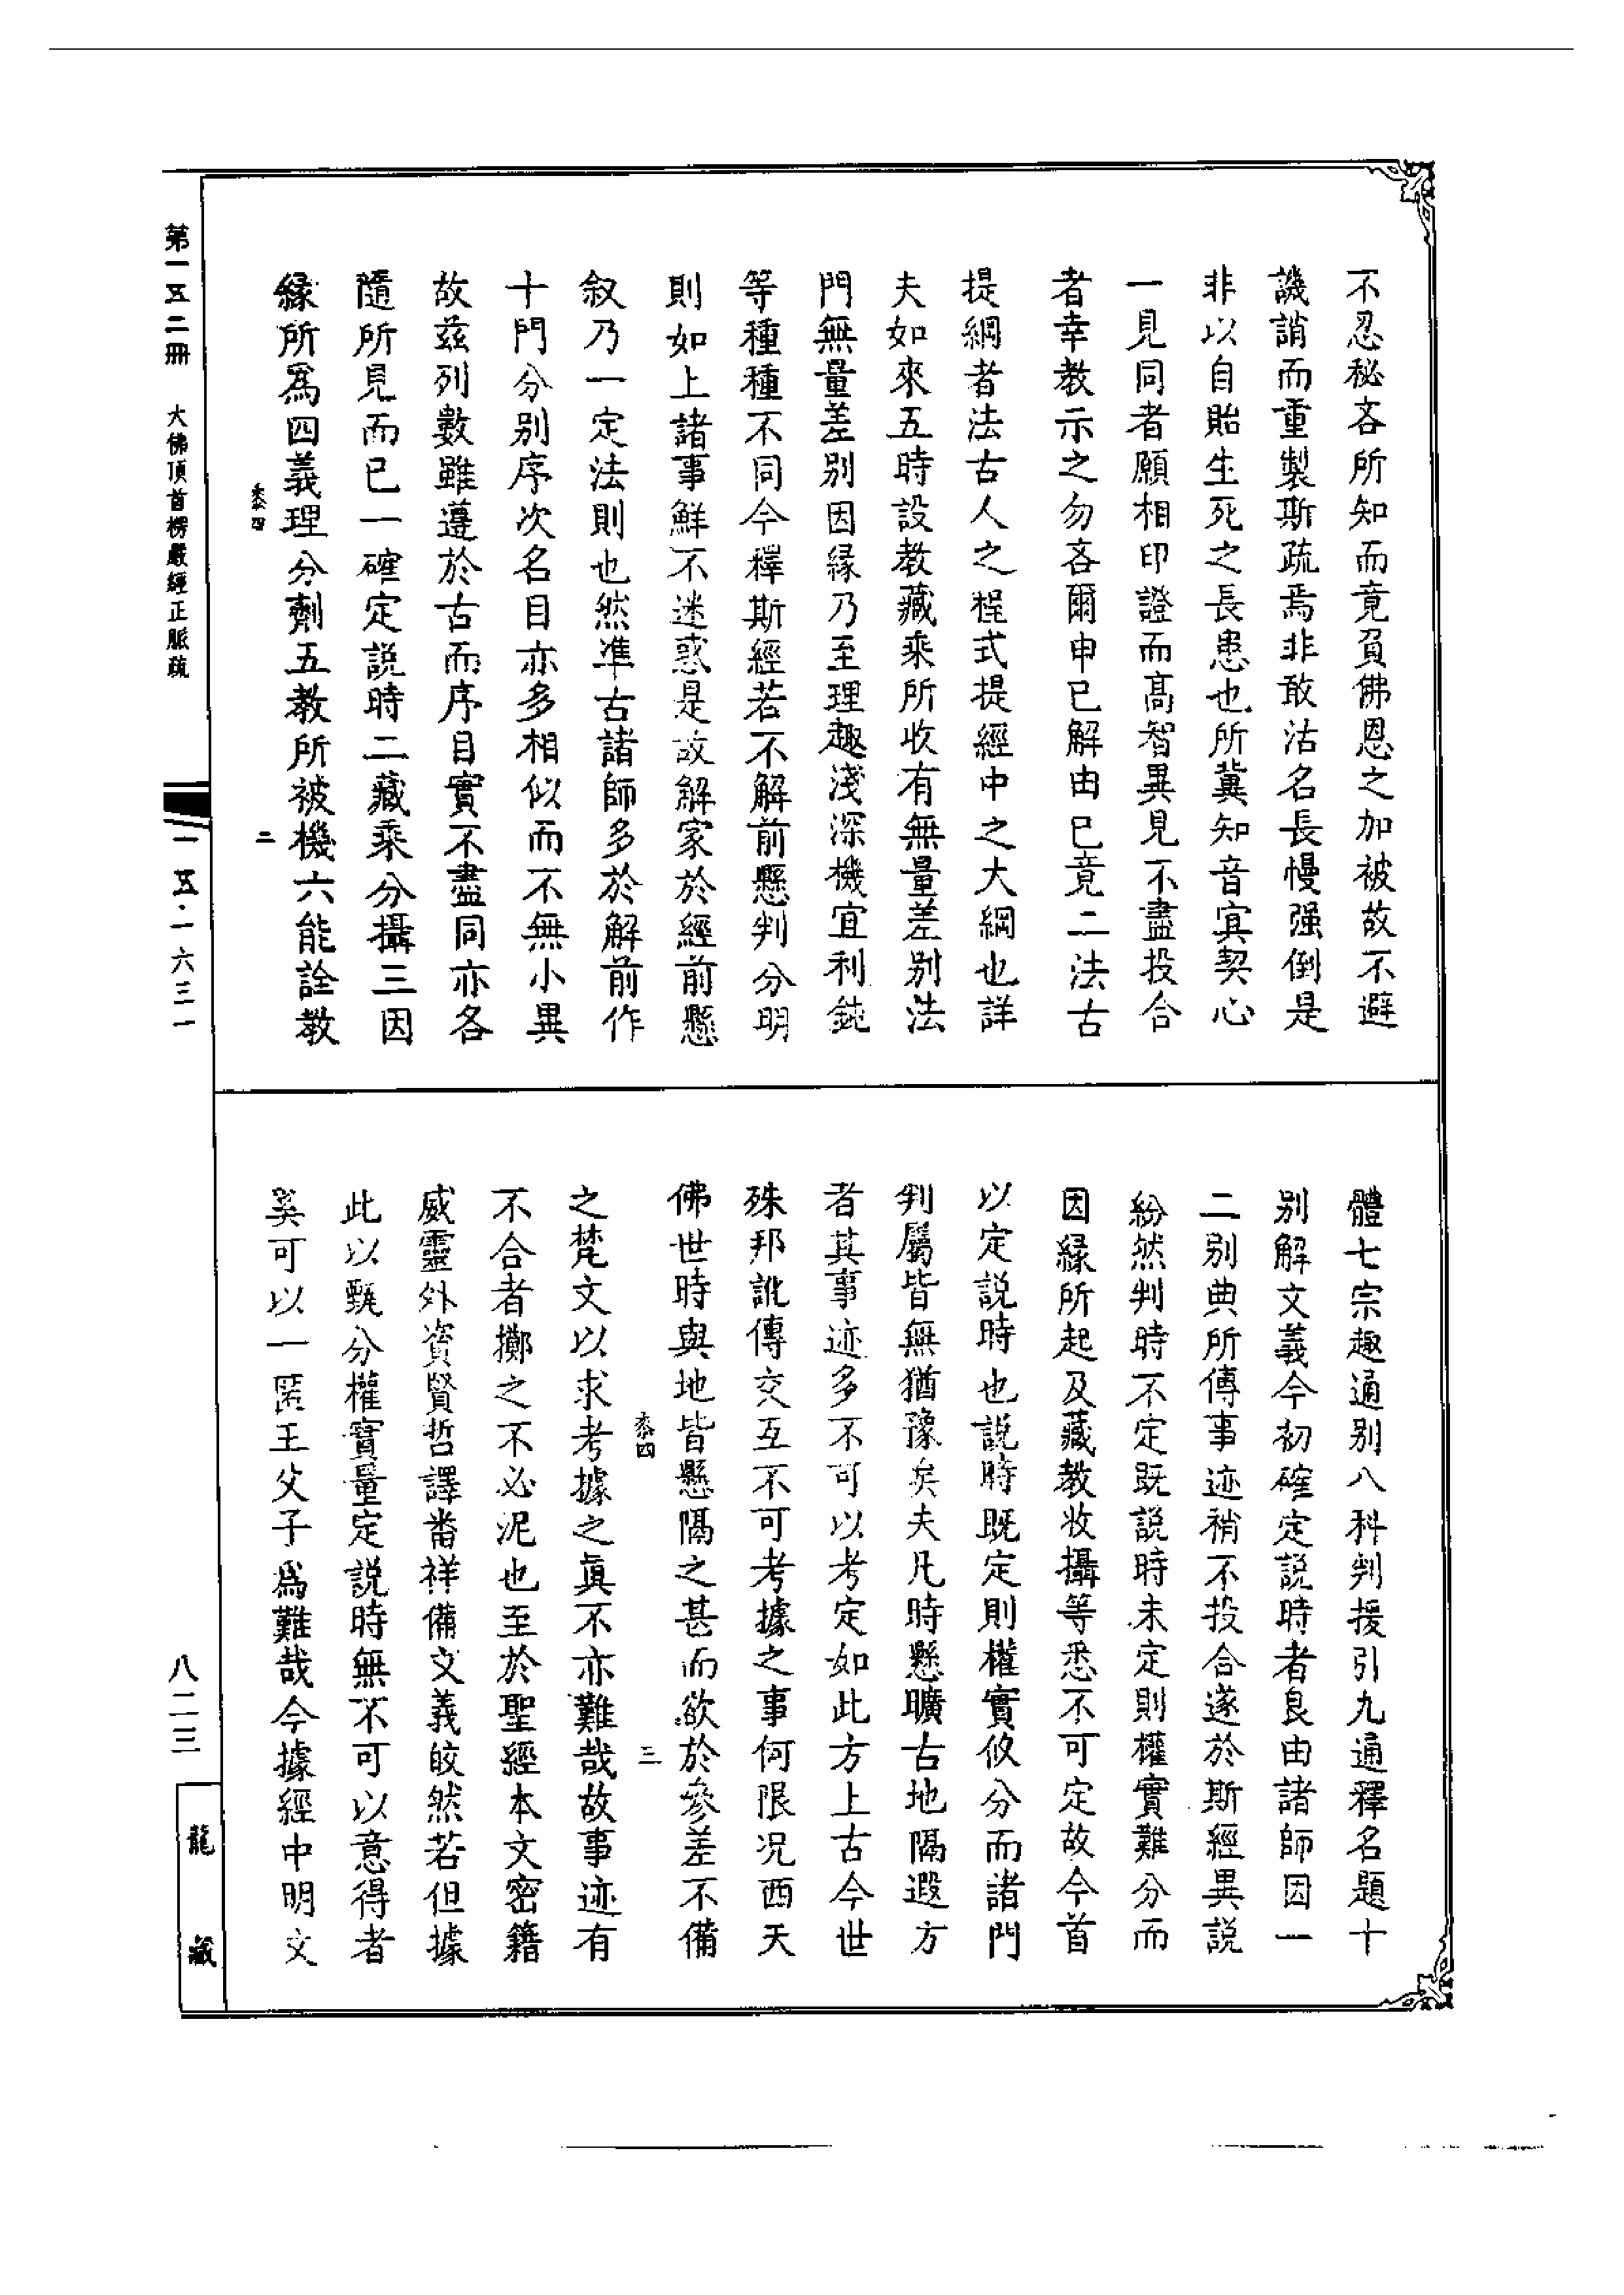 不忍秘吝所知而竟負佛恩之加被故不避
譏誚而重製斯疏焉非敢沽名長慢强倒是
非以自貽生死之長患也所冀知音冥契心
一見同者願相印證而髙智異見不盡投合
者幸教示之勿吝爾申已解由已竟二法古
提綱者法古人之程式提經中之大綱也詳
夫如來五時設教藏乘所收有無量差別法
門無量差別因緣乃至理趣淺深機宜利鈍
等種種不同今釋斯經若不解前懸判分明
則如上諸事鮮不迷惑是故解家於經前懸
叙乃一定法則也然準古諸師多於解前作
十門分別序次名目亦多相似而不無小異
故兹列數雖遵於古而序目實不盡同亦各
隨所見而已一確定説時二藏乘分攝三因
緣所爲四義理分劑五教所被機六能詮教
黍四
二
體七宗趣通別八科判援引九通釋名題十
別解文義今初確定説時者良由諸師因一
二別典所傳事迹稍不投合遂於斯經異説
紛然判時不定既説時未定則權實難分而
因緣所起及藏教收攝等悉不可定故今首
以定説時也説時既定則權實攸分而諸門
判屬皆無猶豫矣夫凡時懸曠古地隔遐方
者其事迹多不可以考定如此方上古今世
殊邦訛傳交互不可考據之事何限况西天
佛世時與地皆懸隔之甚而欲於參差不備
黍四
三
之梵文以求考據之真不亦難哉故事迹有
不合者擲之不必泥也至於聖經本文密籍
威靈外資賢哲譯番祥備文義皎然若但據
此以甄分權實量定説時無不可以意得者
奚可以一匿王父子爲難哉今據經中明文
第一五二冊 大佛頂首楞嚴經正脈疏
一五·一六三一
八二三
龍藏